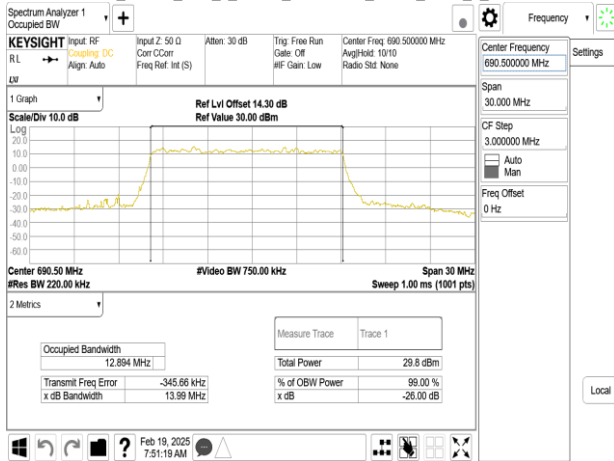 Spectrum Analyzer 1
Occupied BW
+
Frequency
KEYSIGHT
RL
Input: RF
Coupling: DC
Align: Auto
Input Z: 50 Ω
Corr CCorr
Freq Ref: Int (S)
Atten: 30 dB
Trig: Free Run
Gate: Off
#IF Gain: Low
Center Freq: 690.500000 MHz
Avg|Hold: 10/10
Radio Std: None
LXI
Center Frequency
690.500000 MHz
Settings
Span
30.000 MHz
CF Step
3.000000 MHz
Auto
Man
Freq Offset
0 Hz
Local
1 Graph
Scale/Div 10.0 dB
Ref Lvl Offset 14.30 dB
Ref Value 30.00 dBm
Log
20.0
10.0
0.00
-10.0
-20.0
-30.0
-40.0
-50.0
-60.0
Center 690.50 MHz
#Video BW 750.00 kHz
Span 30 MHz
#Res BW 220.00 kHz
Sweep 1.00 ms (1001 pts)
2 Metrics
Measure Trace
Trace 1
Occupied Bandwidth
12.894 MHz
Total Power
29.8 dBm
Transmit Freq Error
-345.66 kHz
% of OBW Power
99.00 %
x dB Bandwidth
13.99 MHz
x dB
-26.00 dB
?
Feb 19, 2025
7:51:19 AM